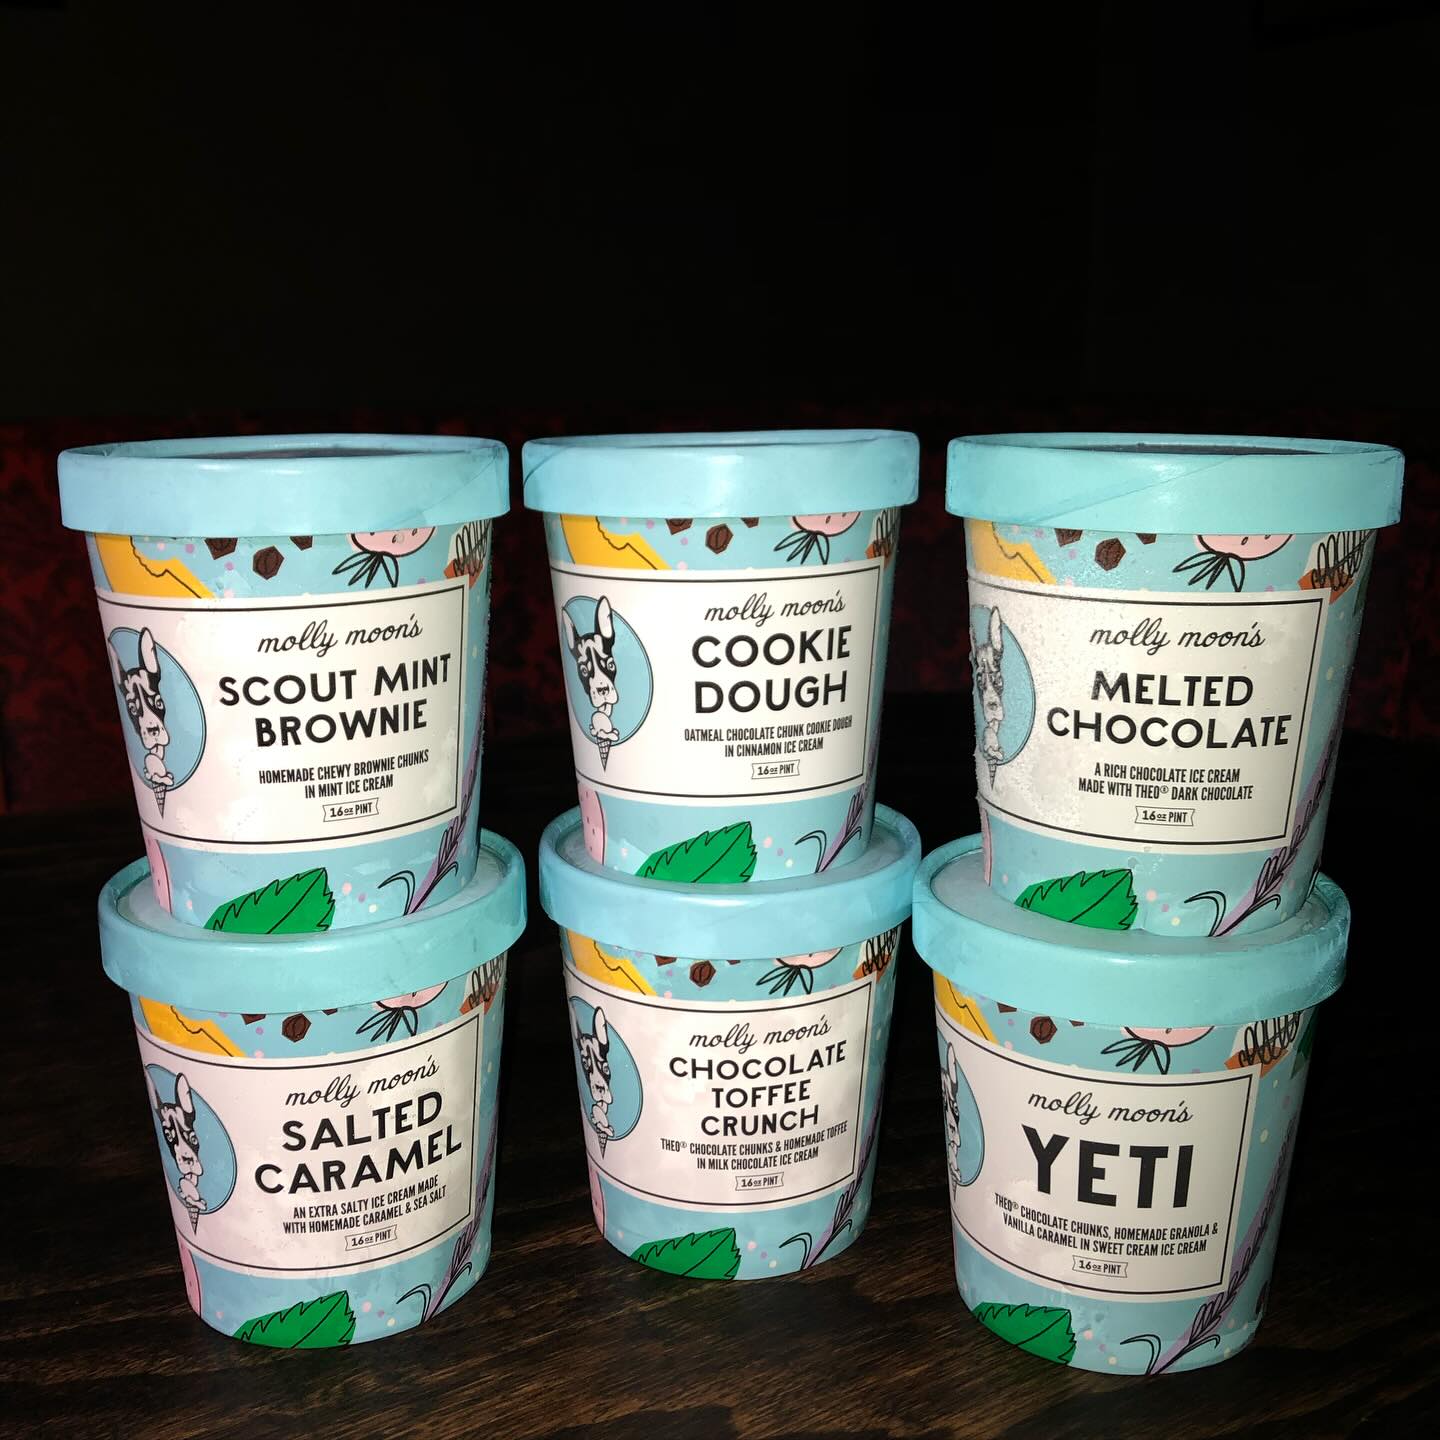 molly moon's
SCOUT MINT
BROWNIE
HOMEMADE CHEWY BROWNIE CHUNKS
IN MINT ICE CREAM
16oz PINT
molly moon's
COOKIE
DOUGH
OATMEAL CHOCOLATE CHUNK COOKIE DOUGH
IN CINNAMON ICE CREAM
16oz PINT
molly moon's
MELTED
CHOCOLATE
A RICH CHOCOLATE ICE CREAM
MADE WITH THEO® DARK CHOCOLATE
16oz PINT
molly moon's
SALTED
CARAMEL
AN EXTRA SALTY ICE CREAM MADE
WITH HOMEMADE CARAMEL & SEA SALT
16oz PINT
molly moon's
CHOCOLATE
TOFFEE
CRUNCH
THEO® CHOCOLATE CHUNKS & HOMEMADE TOFFEE
IN MILK CHOCOLATE ICE CREAM
16oz PINT
molly moon's
YETI
THEO® CHOCOLATE CHUNKS, HOMEMADE GRANOLA &
VANILLA CARAMEL IN SWEET CREAM ICE CREAM
16oz PINT